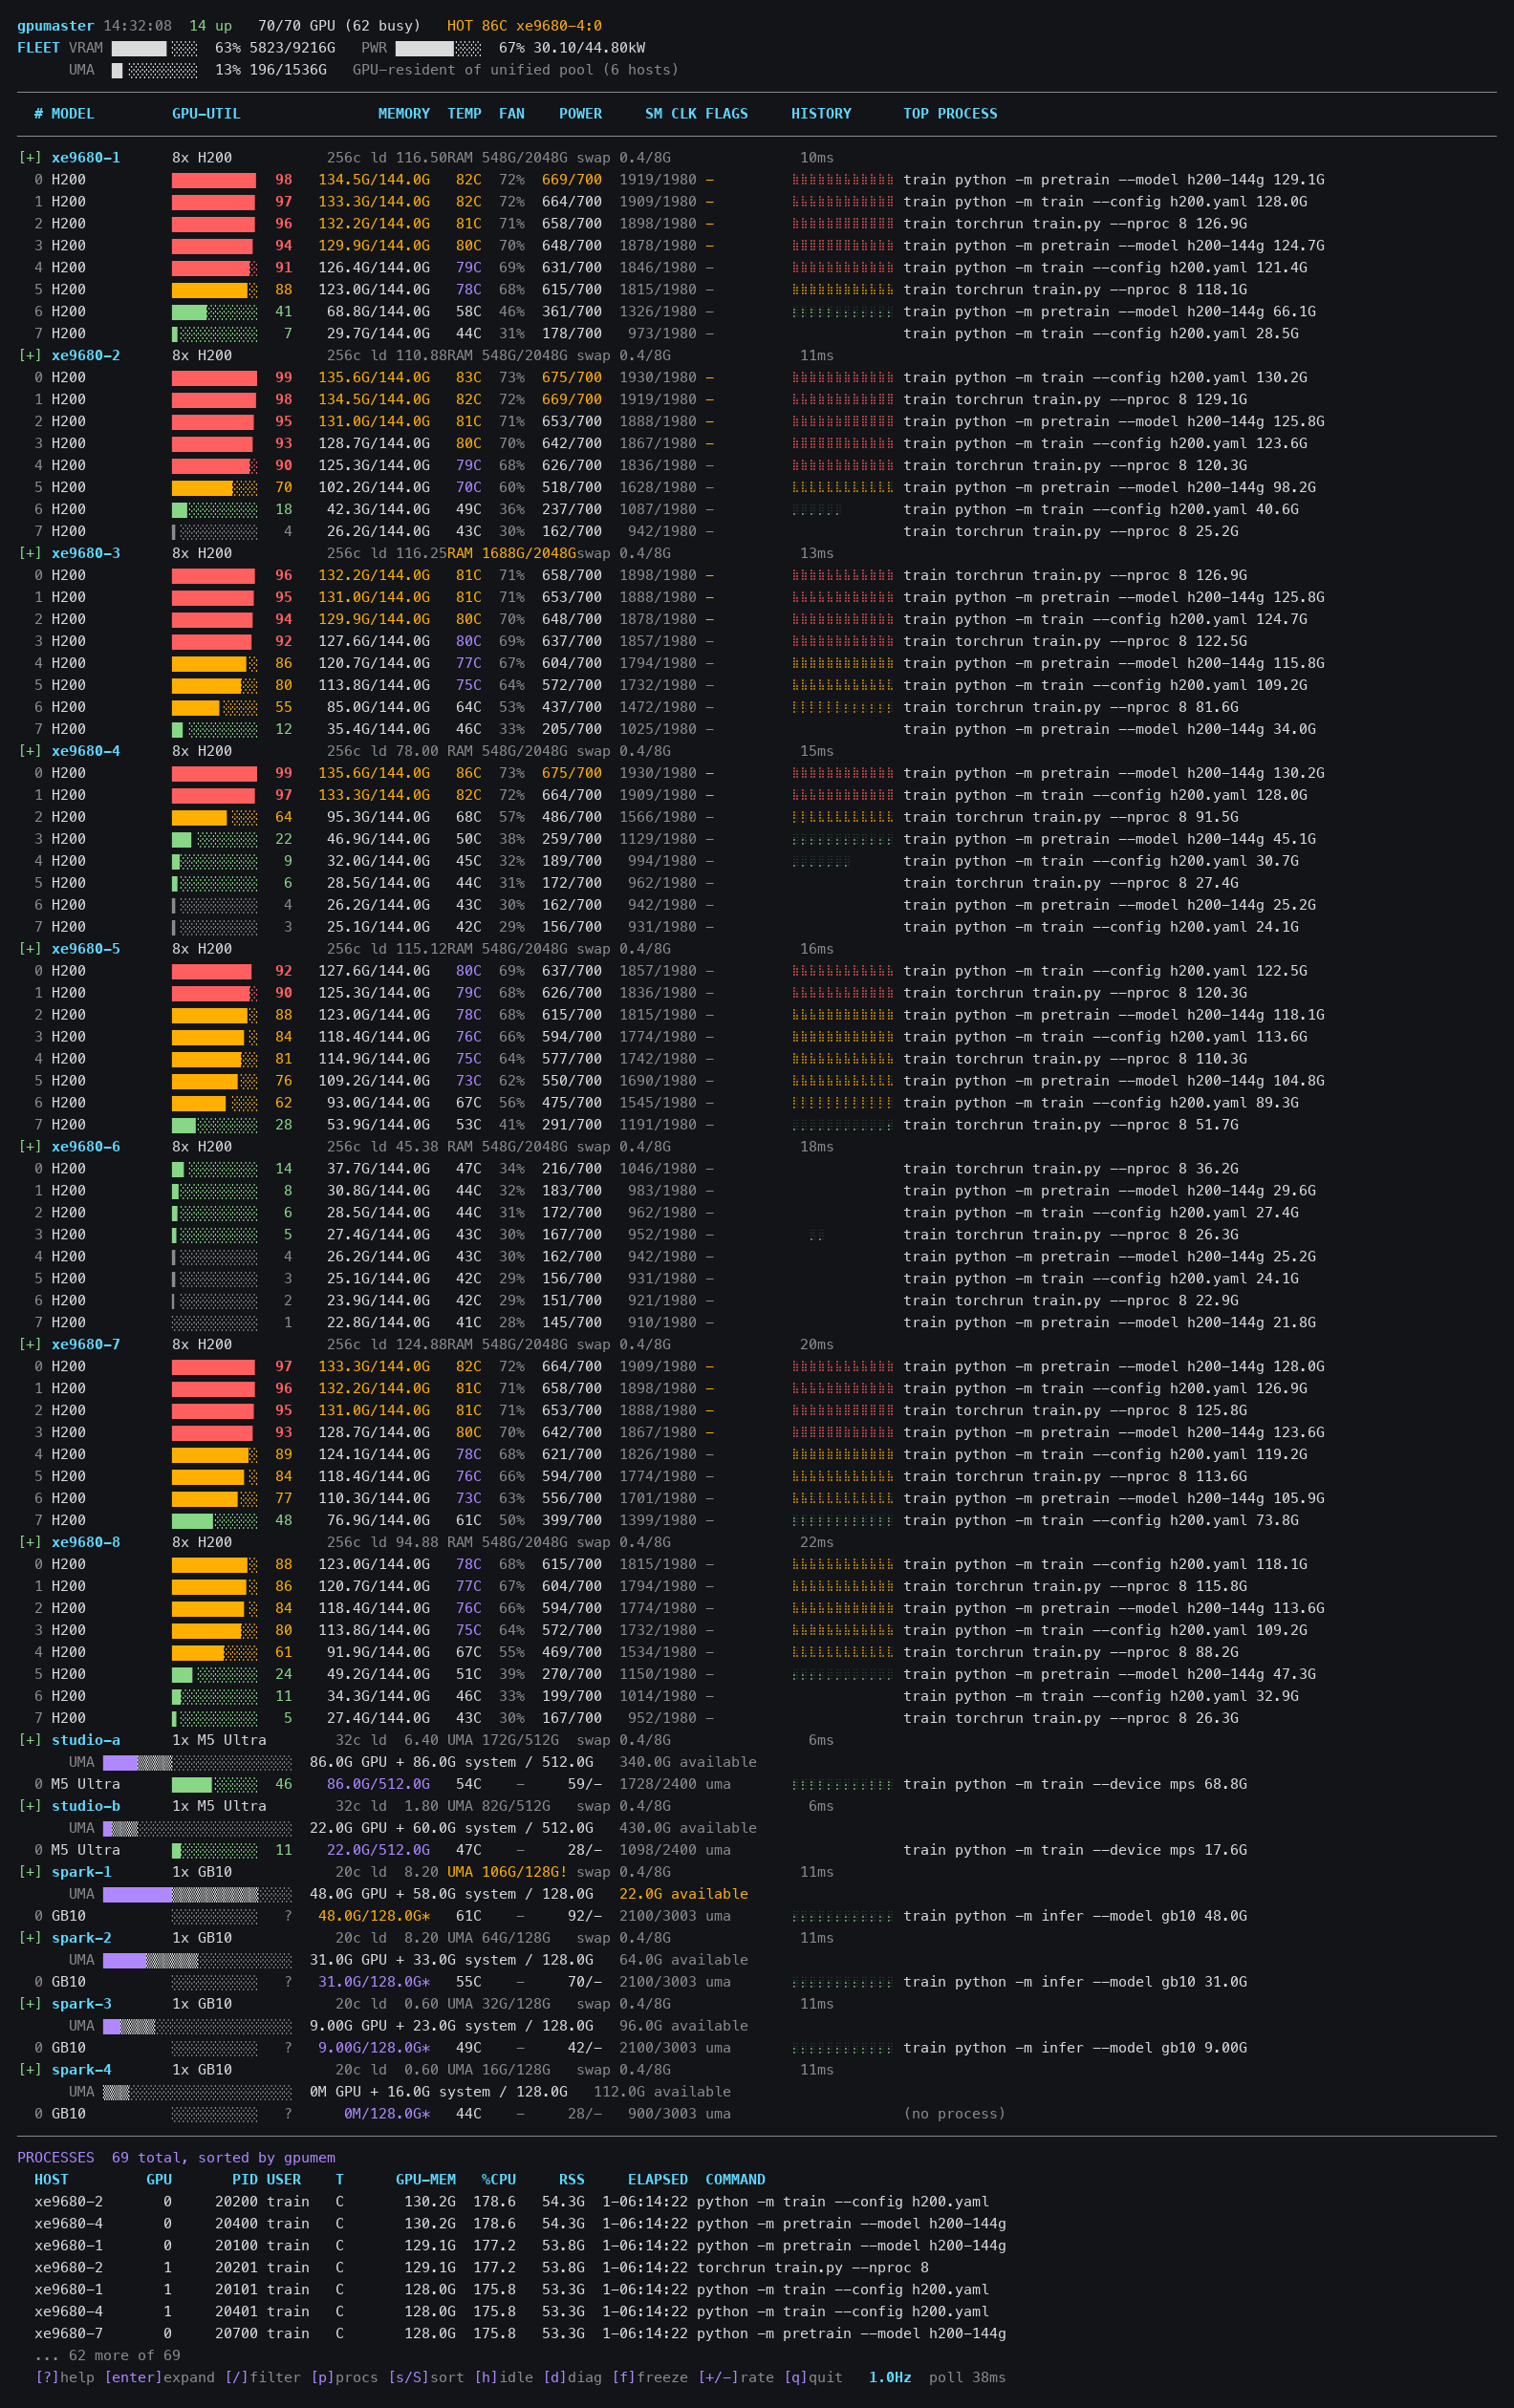 gpumaster 14:32:08  14 up   70/70 GPU (62 busy)   HOT 86C xe9680-4:0
FLEET VRAM  63% 5823/9216G   PWR  67% 30.10/44.80kW
UMA  13% 196/1536G   GPU-resident of unified pool (6 hosts)
# MODEL  GPU-UTIL  MEMORY  TEMP  FAN  POWER  SM CLK FLAGS  HISTORY  TOP PROCESS
[+] xe9680-1  8x H200  256c ld 116.50RAM 548G/2048G swap 0.4/8G  10ms
0 H200  98  134.5G/144.0G  82C  72%  669/700  1919/1980 -  train python -m pretrain --model h200-144g 129.1G
1 H200  97  133.3G/144.0G  82C  72%  664/700  1909/1980 -  train python -m train --config h200.yaml 128.0G
2 H200  96  132.2G/144.0G  81C  71%  658/700  1898/1980 -  train torchrun train.py --nproc 8 126.9G
3 H200  94  129.9G/144.0G  80C  70%  648/700  1878/1980 -  train python -m pretrain --model h200-144g 124.7G
4 H200  91  126.4G/144.0G  79C  69%  631/700  1846/1980 -  train python -m train --config h200.yaml 121.4G
5 H200  88  123.0G/144.0G  78C  68%  615/700  1815/1980 -  train torchrun train.py --nproc 8 118.1G
6 H200  41  68.8G/144.0G  58C  46%  361/700  1326/1980 -  train python -m pretrain --model h200-144g 66.1G
7 H200  7  29.7G/144.0G  44C  31%  178/700  973/1980 -  train python -m train --config h200.yaml 28.5G
[+] xe9680-2  8x H200  256c ld 110.88RAM 548G/2048G swap 0.4/8G  11ms
0 H200  99  135.6G/144.0G  83C  73%  675/700  1930/1980 -  train python -m train --config h200.yaml 130.2G
1 H200  98  134.5G/144.0G  82C  72%  669/700  1919/1980 -  train torchrun train.py --nproc 8 129.1G
2 H200  95  131.0G/144.0G  81C  71%  653/700  1888/1980 -  train python -m pretrain --model h200-144g 125.8G
3 H200  93  128.7G/144.0G  80C  70%  642/700  1867/1980 -  train python -m train --config h200.yaml 123.6G
4 H200  90  125.3G/144.0G  79C  68%  626/700  1836/1980 -  train torchrun train.py --nproc 8 120.3G
5 H200  70  102.2G/144.0G  70C  60%  518/700  1628/1980 -  train python -m pretrain --model h200-144g 98.2G
6 H200  18  42.3G/144.0G  49C  36%  237/700  1087/1980 -  train python -m train --config h200.yaml 40.6G
7 H200  4  26.2G/144.0G  43C  30%  162/700  942/1980 -  train torchrun train.py --nproc 8 25.2G
[+] xe9680-3  8x H200  256c ld 116.25RAM 1688G/2048Gswap 0.4/8G  13ms
0 H200  96  132.2G/144.0G  81C  71%  658/700  1898/1980 -  train torchrun train.py --nproc 8 126.9G
1 H200  95  131.0G/144.0G  81C  71%  653/700  1888/1980 -  train python -m pretrain --model h200-144g 125.8G
2 H200  94  129.9G/144.0G  80C  70%  648/700  1878/1980 -  train python -m train --config h200.yaml 124.7G
3 H200  92  127.6G/144.0G  80C  69%  637/700  1857/1980 -  train torchrun train.py --nproc 8 122.5G
4 H200  86  120.7G/144.0G  77C  67%  604/700  1794/1980 -  train python -m pretrain --model h200-144g 115.8G
5 H200  80  113.8G/144.0G  75C  64%  572/700  1732/1980 -  train python -m train --config h200.yaml 109.2G
6 H200  55  85.0G/144.0G  64C  53%  437/700  1472/1980 -  train torchrun train.py --nproc 8 81.6G
7 H200  12  35.4G/144.0G  46C  33%  205/700  1025/1980 -  train python -m pretrain --model h200-144g 34.0G
[+] xe9680-4  8x H200  256c ld 78.00 RAM 548G/2048G swap 0.4/8G  15ms
0 H200  99  135.6G/144.0G  86C  73%  675/700  1930/1980 -  train python -m pretrain --model h200-144g 130.2G
1 H200  97  133.3G/144.0G  82C  72%  664/700  1909/1980 -  train python -m train --config h200.yaml 128.0G
2 H200  64  95.3G/144.0G  68C  57%  486/700  1566/1980 -  train torchrun train.py --nproc 8 91.5G
3 H200  22  46.9G/144.0G  50C  38%  259/700  1129/1980 -  train python -m pretrain --model h200-144g 45.1G
4 H200  9  32.0G/144.0G  45C  32%  189/700  994/1980 -  train python -m train --config h200.yaml 30.7G
5 H200  6  28.5G/144.0G  44C  31%  172/700  962/1980 -  train torchrun train.py --nproc 8 27.4G
6 H200  4  26.2G/144.0G  43C  30%  162/700  942/1980 -  train python -m pretrain --model h200-144g 25.2G
7 H200  3  25.1G/144.0G  42C  29%  156/700  931/1980 -  train python -m train --config h200.yaml 24.1G
[+] xe9680-5  8x H200  256c ld 115.12RAM 548G/2048G swap 0.4/8G  16ms
0 H200  92  127.6G/144.0G  80C  69%  637/700  1857/1980 -  train python -m train --config h200.yaml 122.5G
1 H200  90  125.3G/144.0G  79C  68%  626/700  1836/1980 -  train torchrun train.py --nproc 8 120.3G
2 H200  88  123.0G/144.0G  78C  68%  615/700  1815/1980 -  train python -m pretrain --model h200-144g 118.1G
3 H200  84  118.4G/144.0G  76C  66%  594/700  1774/1980 -  train python -m train --config h200.yaml 113.6G
4 H200  81  114.9G/144.0G  75C  64%  577/700  1742/1980 -  train torchrun train.py --nproc 8 110.3G
5 H200  76  109.2G/144.0G  73C  62%  550/700  1690/1980 -  train python -m pretrain --model h200-144g 104.8G
6 H200  62  93.0G/144.0G  67C  56%  475/700  1545/1980 -  train python -m train --config h200.yaml 89.3G
7 H200  28  53.9G/144.0G  53C  41%  291/700  1191/1980 -  train torchrun train.py --nproc 8 51.7G
[+] xe9680-6  8x H200  256c ld 45.38 RAM 548G/2048G swap 0.4/8G  18ms
0 H200  14  37.7G/144.0G  47C  34%  216/700  1046/1980 -  train torchrun train.py --nproc 8 36.2G
1 H200  8  30.8G/144.0G  44C  32%  183/700  983/1980 -  train python -m pretrain --model h200-144g 29.6G
2 H200  6  28.5G/144.0G  44C  31%  172/700  962/1980 -  train python -m train --config h200.yaml 27.4G
3 H200  5  27.4G/144.0G  43C  30%  167/700  952/1980 -  train torchrun train.py --nproc 8 26.3G
4 H200  4  26.2G/144.0G  43C  30%  162/700  942/1980 -  train python -m pretrain --model h200-144g 25.2G
5 H200  3  25.1G/144.0G  42C  29%  156/700  931/1980 -  train python -m train --config h200.yaml 24.1G
6 H200  2  23.9G/144.0G  42C  29%  151/700  921/1980 -  train torchrun train.py --nproc 8 22.9G
7 H200  1  22.8G/144.0G  41C  28%  145/700  910/1980 -  train python -m pretrain --model h200-144g 21.8G
[+] xe9680-7  8x H200  256c ld 124.88RAM 548G/2048G swap 0.4/8G  20ms
0 H200  97  133.3G/144.0G  82C  72%  664/700  1909/1980 -  train python -m pretrain --model h200-144g 128.0G
1 H200  96  132.2G/144.0G  81C  71%  658/700  1898/1980 -  train python -m train --config h200.yaml 126.9G
2 H200  95  131.0G/144.0G  81C  71%  653/700  1888/1980 -  train torchrun train.py --nproc 8 125.8G
3 H200  93  128.7G/144.0G  80C  70%  642/700  1867/1980 -  train python -m pretrain --model h200-144g 123.6G
4 H200  89  124.1G/144.0G  78C  68%  621/700  1826/1980 -  train python -m train --config h200.yaml 119.2G
5 H200  84  118.4G/144.0G  76C  66%  594/700  1774/1980 -  train torchrun train.py --nproc 8 113.6G
6 H200  77  110.3G/144.0G  73C  63%  556/700  1701/1980 -  train python -m pretrain --model h200-144g 105.9G
7 H200  48  76.9G/144.0G  61C  50%  399/700  1399/1980 -  train python -m train --config h200.yaml 73.8G
[+] xe9680-8  8x H200  256c ld 94.88 RAM 548G/2048G swap 0.4/8G  22ms
0 H200  88  123.0G/144.0G  78C  68%  615/700  1815/1980 -  train python -m train --config h200.yaml 118.1G
1 H200  86  120.7G/144.0G  77C  67%  604/700  1794/1980 -  train torchrun train.py --nproc 8 115.8G
2 H200  84  118.4G/144.0G  76C  66%  594/700  1774/1980 -  train python -m pretrain --model h200-144g 113.6G
3 H200  80  113.8G/144.0G  75C  64%  572/700  1732/1980 -  train python -m train --config h200.yaml 109.2G
4 H200  61  91.9G/144.0G  67C  55%  469/700  1534/1980 -  train torchrun train.py --nproc 8 88.2G
5 H200  24  49.2G/144.0G  51C  39%  270/700  1150/1980 -  train python -m pretrain --model h200-144g 47.3G
6 H200  11  34.3G/144.0G  46C  33%  199/700  1014/1980 -  train python -m train --config h200.yaml 32.9G
7 H200  5  27.4G/144.0G  43C  30%  167/700  952/1980 -  train torchrun train.py --nproc 8 26.3G
[+] studio-a  1x M5 Ultra  32c ld  6.40 UMA 172G/512G  swap 0.4/8G  6ms
UMA  86.0G GPU + 86.0G system / 512.0G   340.0G available
0 M5 Ultra  46  86.0G/512.0G  54C  -  59/-  1728/2400 uma  train python -m train --device mps 68.8G
[+] studio-b  1x M5 Ultra  32c ld  1.80 UMA 82G/512G   swap 0.4/8G  6ms
UMA  22.0G GPU + 60.0G system / 512.0G   430.0G available
0 M5 Ultra  11  22.0G/512.0G  47C  -  28/-  1098/2400 uma  train python -m train --device mps 17.6G
[+] spark-1  1x GB10  20c ld  8.20 UMA 106G/128G! swap 0.4/8G  11ms
UMA  48.0G GPU + 58.0G system / 128.0G   22.0G available
0 GB10  ?  48.0G/128.0G*  61C  -  92/-  2100/3003 uma  train python -m infer --model gb10 48.0G
[+] spark-2  1x GB10  20c ld  8.20 UMA 64G/128G   swap 0.4/8G  11ms
UMA  31.0G GPU + 33.0G system / 128.0G   64.0G available
0 GB10  ?  31.0G/128.0G*  55C  -  70/-  2100/3003 uma  train python -m infer --model gb10 31.0G
[+] spark-3  1x GB10  20c ld  0.60 UMA 32G/128G   swap 0.4/8G  11ms
UMA  9.00G GPU + 23.0G system / 128.0G   96.0G available
0 GB10  ?  9.00G/128.0G*  49C  -  42/-  2100/3003 uma  train python -m infer --model gb10 9.00G
[+] spark-4  1x GB10  20c ld  0.60 UMA 16G/128G   swap 0.4/8G  11ms
UMA  0M GPU + 16.0G system / 128.0G   112.0G available
0 GB10  ?  0M/128.0G*  44C  -  28/-  900/3003 uma  (no process)
PROCESSES  69 total, sorted by gpumem
HOST  GPU  PID USER  T  GPU-MEM  %CPU  RSS  ELAPSED  COMMAND
xe9680-2  0  20200 train  C  130.2G  178.6  54.3G  1-06:14:22 python -m train --config h200.yaml
xe9680-4  0  20400 train  C  130.2G  178.6  54.3G  1-06:14:22 python -m pretrain --model h200-144g
xe9680-1  0  20100 train  C  129.1G  177.2  53.8G  1-06:14:22 python -m pretrain --model h200-144g
xe9680-2  1  20201 train  C  129.1G  177.2  53.8G  1-06:14:22 torchrun train.py --nproc 8
xe9680-1  1  20101 train  C  128.0G  175.8  53.3G  1-06:14:22 python -m train --config h200.yaml
xe9680-4  1  20401 train  C  128.0G  175.8  53.3G  1-06:14:22 python -m train --config h200.yaml
xe9680-7  0  20700 train  C  128.0G  175.8  53.3G  1-06:14:22 python -m pretrain --model h200-144g
... 62 more of 69
[?]help [enter]expand [/]filter [p]procs [s/S]sort [h]idle [d]diag [f]freeze [+/-]rate [q]quit   1.0Hz  poll 38ms